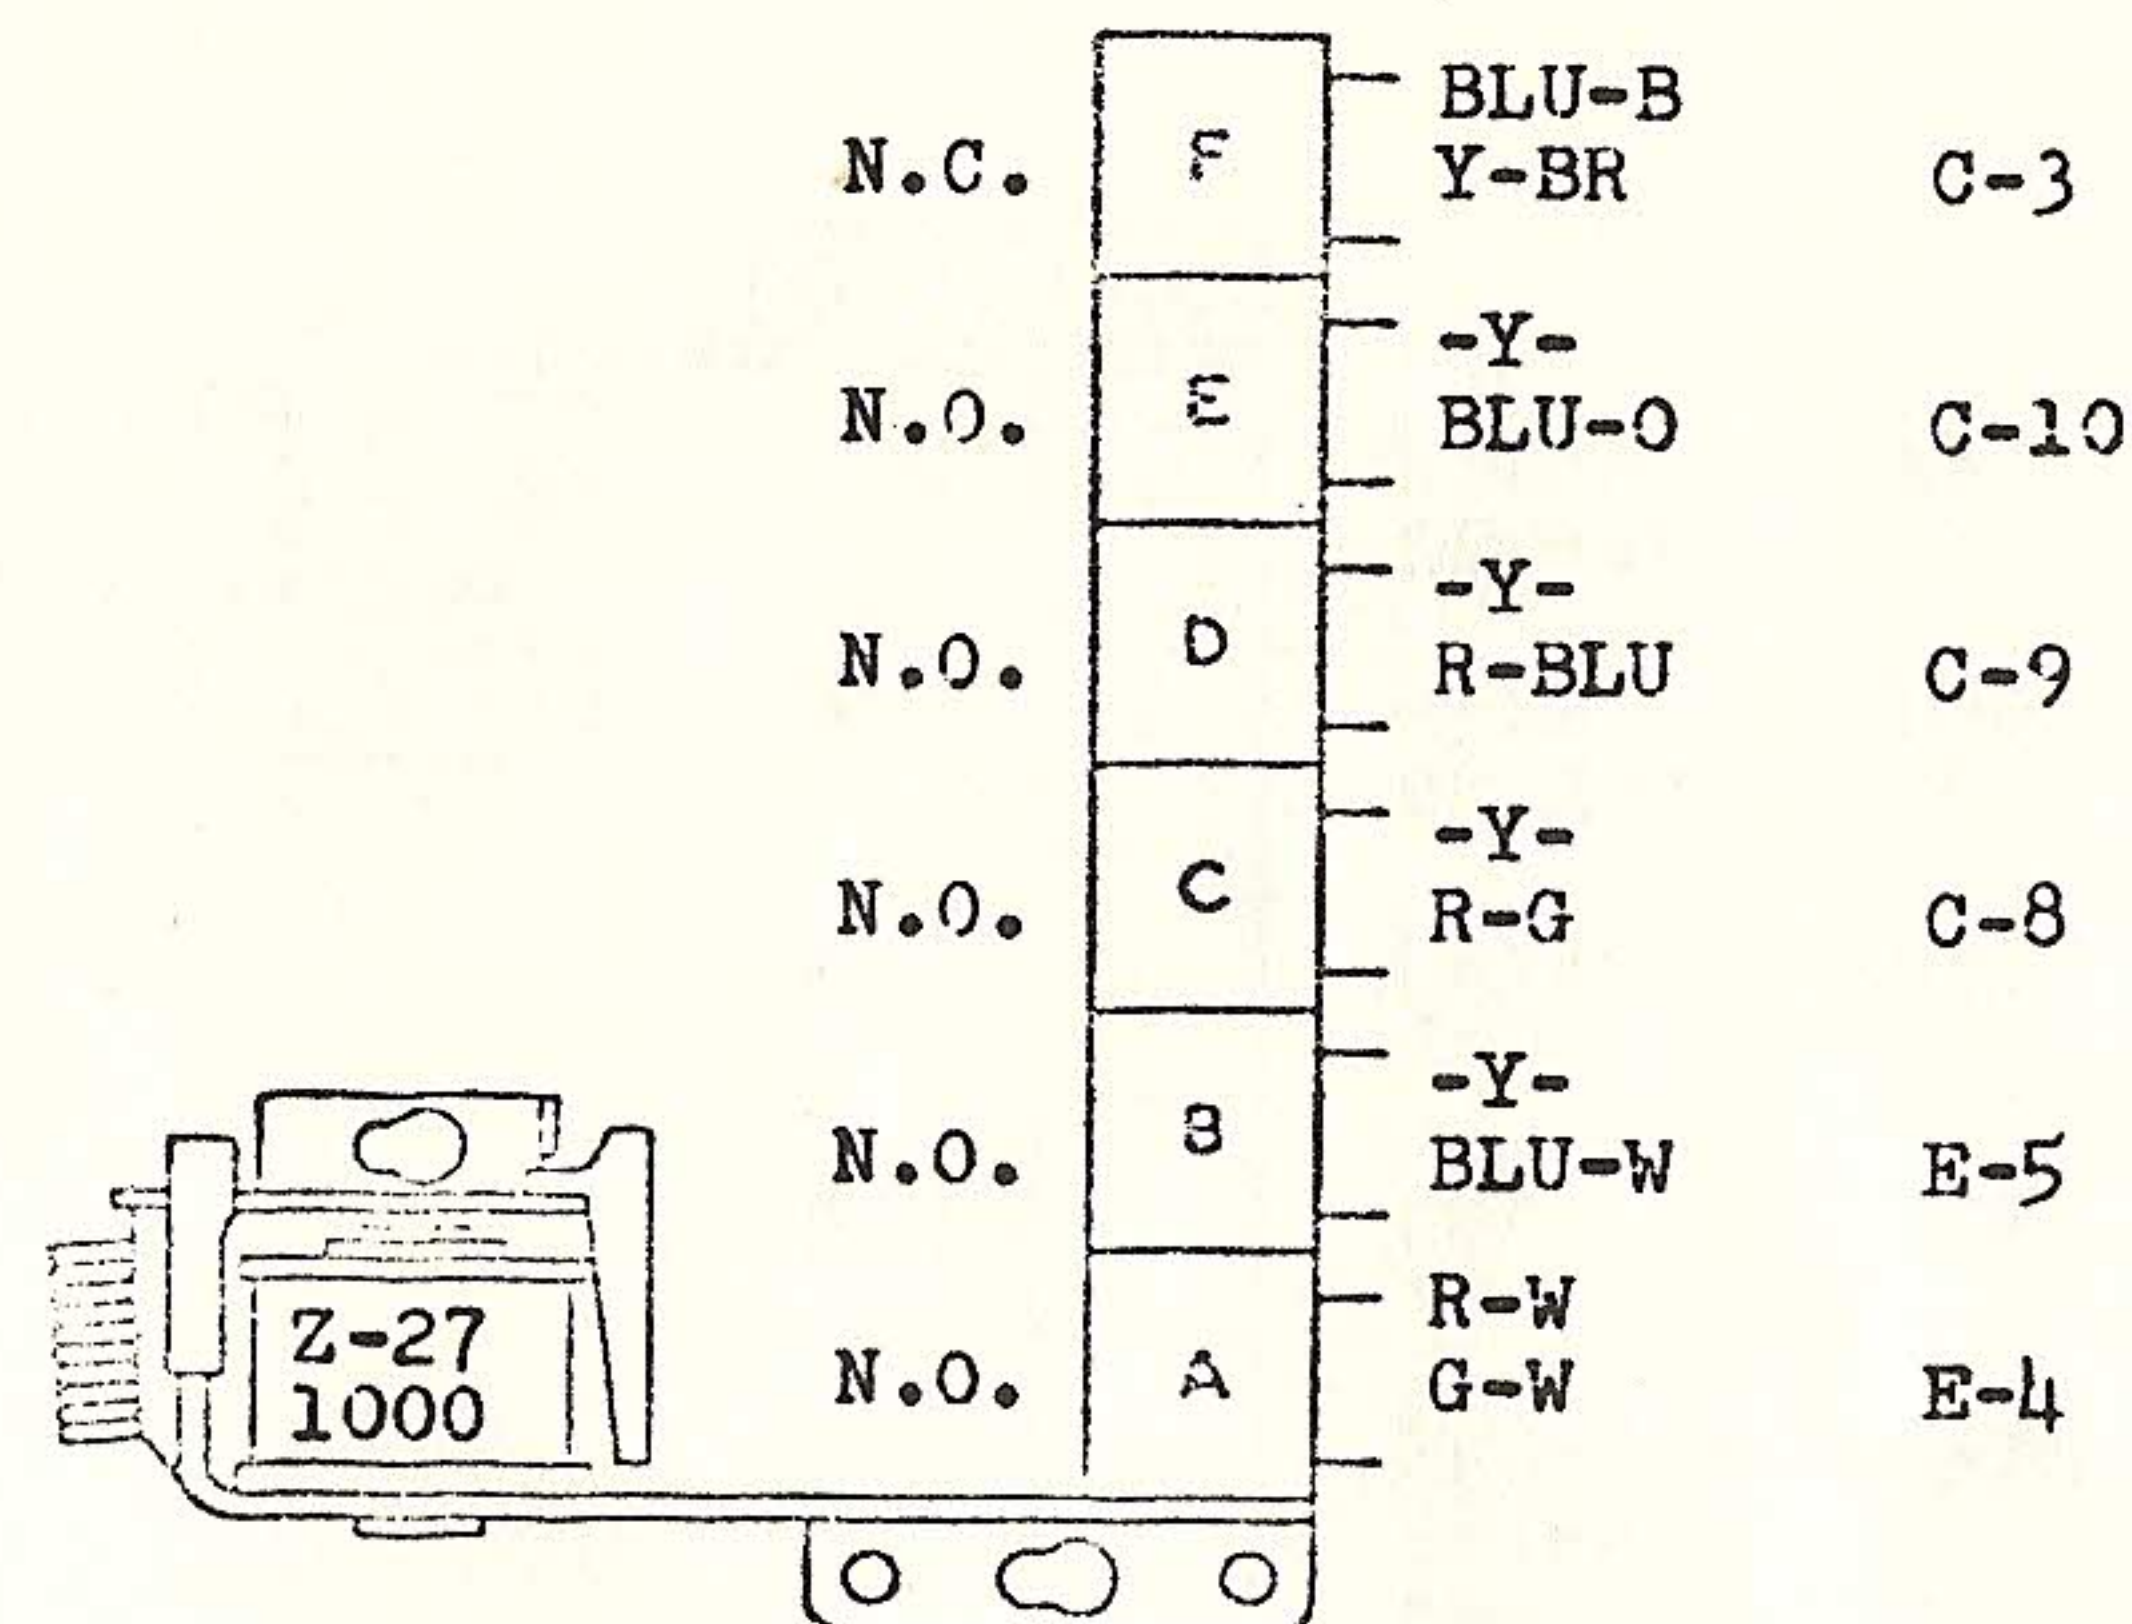 BLU-B
N.C. F Y-BR C-3
-Y-
N.O. E BLU-O C-10
-Y-
N.O. D R-BLU C-9
-Y-
N.O. C R-G C-8
-Y-
N.O. B BLU-W E-5
R-W
N.O. A G-W E-4
Z-27
1000